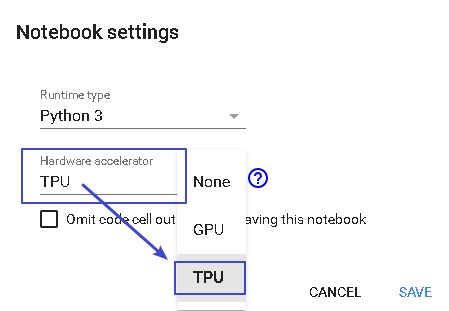 Notebook settings
Runtime type
Python 3
Hardware accelerator
TPU
None
?
Omit code cell out aving this notebook
GPU
TPU
CANCEL SAVE